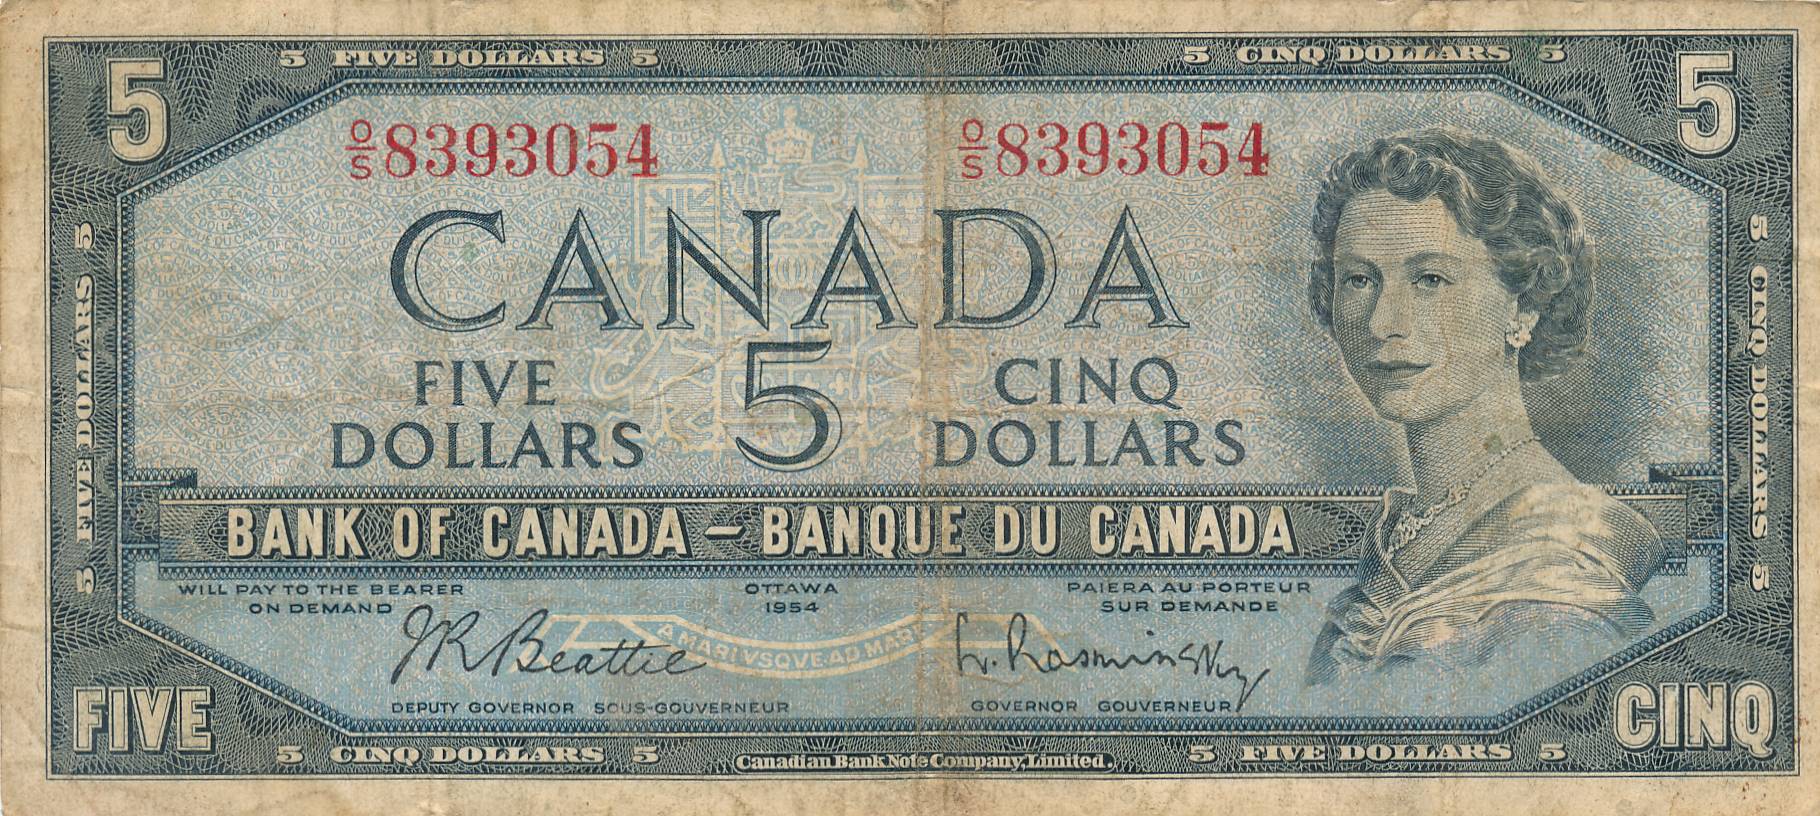 5 FIVE DOLLARS 5
5 CINQ DOLLARS 5
5
5
O/S 8393054
O/S 8393054
CANADA
FIVE
DOLLARS
5
CINQ
DOLLARS
5 FIVE DOLLARS 5
5 CINQ DOLLARS 5
BANK OF CANADA – BANQUE DU CANADA
WILL PAY TO THE BEARER
ON DEMAND
OTTAWA
1954
PAIERA AU PORTEUR
SUR DEMANDE
A MARI VSQVE AD MARE
J R Beattie
L. Rasminsky
DEPUTY GOVERNOR SOUS-GOUVERNEUR
GOVERNOR GOUVERNEUR
FIVE
CINQ
5 CINQ DOLLARS 5
Canadian Bank Note Company, Limited.
5 FIVE DOLLARS 5